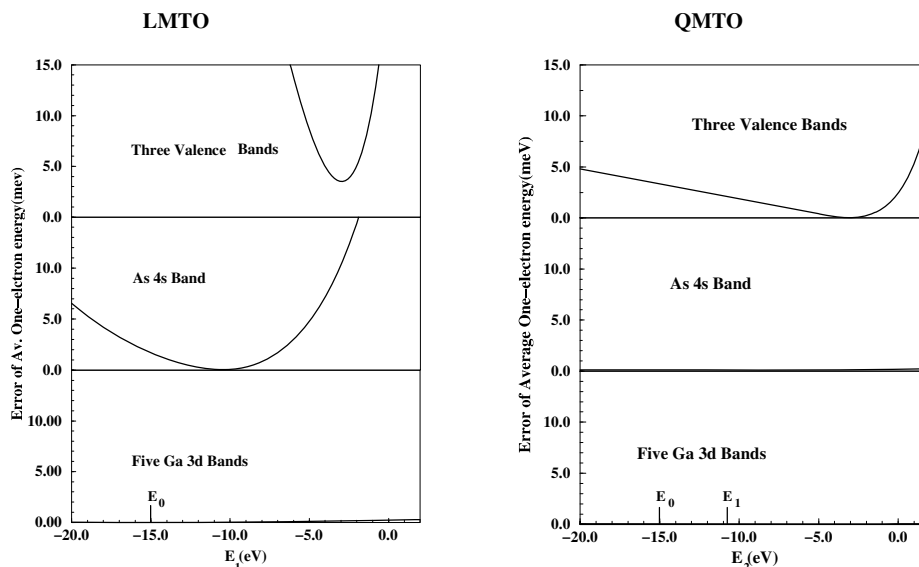 LMTO
QMTO
Error of Av. One−elctron energy(mev)
15.0
10.0
5.0
0.0
10.0
5.0
0.0
10.00
5.00
0.00
Three Valence Bands
As 4s Band
Five Ga 3d Bands
E0
−20.0 −15.0 −10.0 −5.0 0.0
E1(eV)
Error of Average One−electron energy(meV)
15.0
10.0
5.0
0.0
10.0
5.0
0.0
10.0
5.0
0.0
Three Valence Bands
As 4s Band
Five Ga 3d Bands
E0 E1
−20.0 −15.0 −10.0 −5.0 0.0
E2(eV)